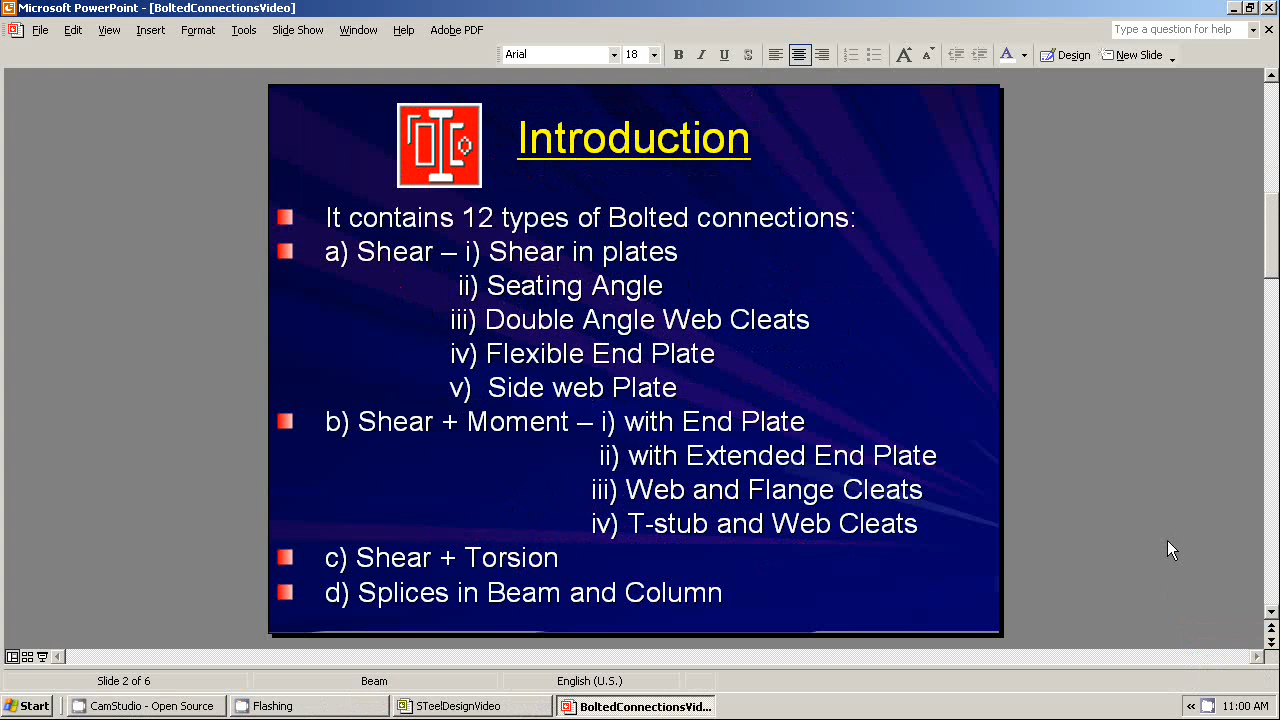 Microsoft PowerPoint - [BoltedConnectionsVideo]
File Edit View Insert Format Tools Slide Show Window Help Adobe PDF
Type a question for help
Arial 18 B I U S A A A Design New Slide
Introduction
It contains 12 types of Bolted connections:
a) Shear – i) Shear in plates
ii) Seating Angle
iii) Double Angle Web Cleats
iv) Flexible End Plate
v) Side web Plate
b) Shear + Moment – i) with End Plate
ii) with Extended End Plate
iii) Web and Flange Cleats
iv) T-stub and Web Cleats
c) Shear + Torsion
d) Splices in Beam and Column
Slide 2 of 6 Beam English (U.S.)
Start CamStudio - Open Source Flashing STeelDesignVideo BoltedConnectionsVid... « 11:00 AM